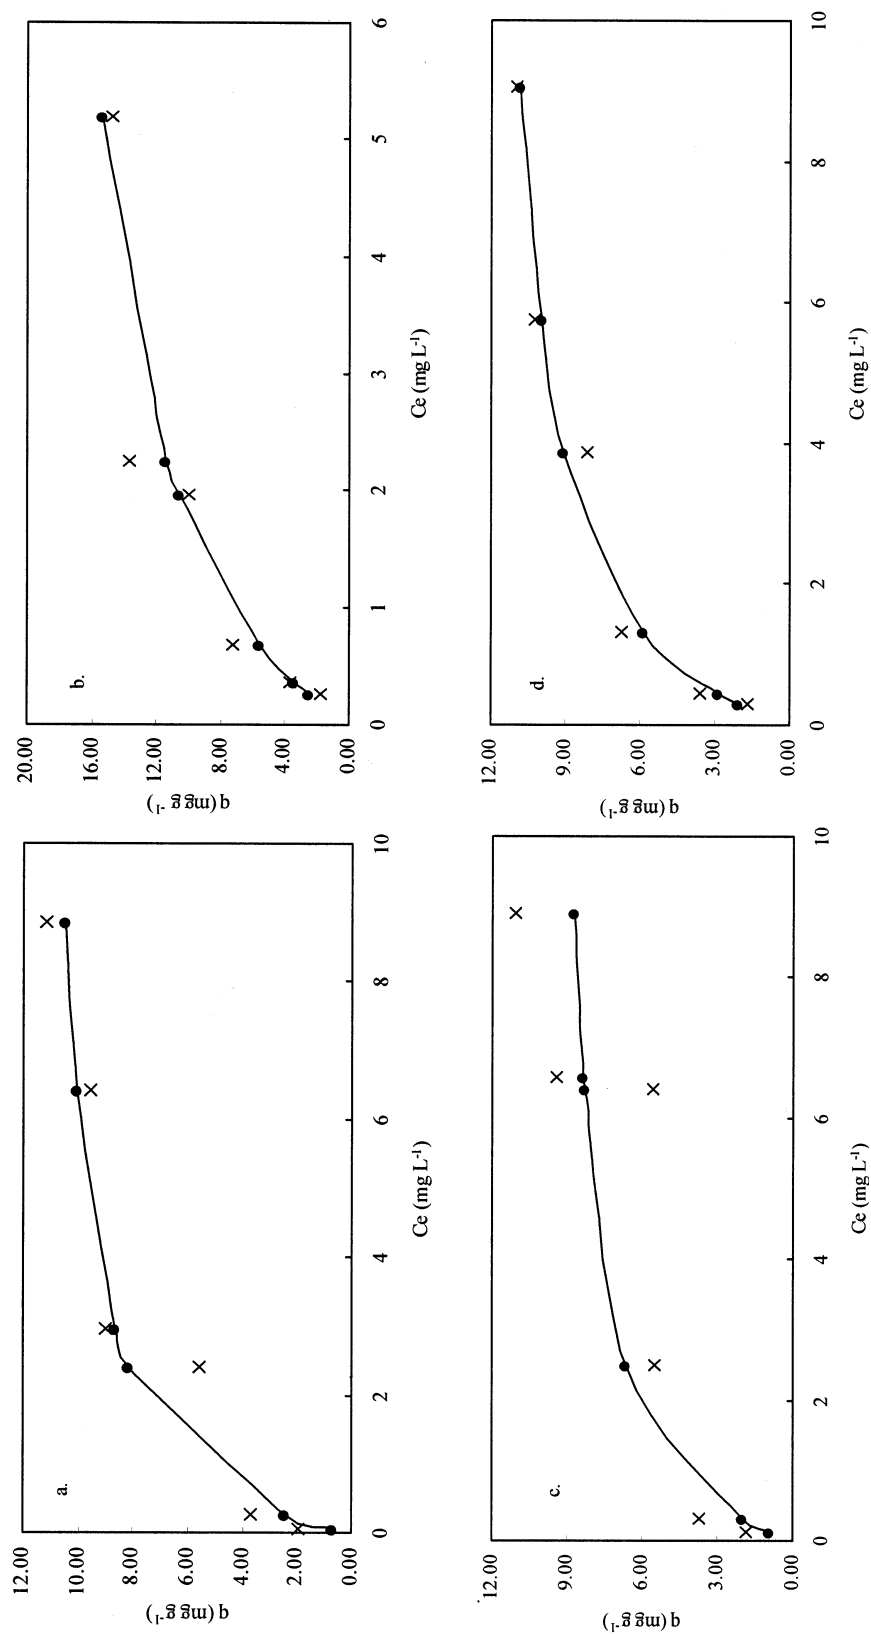 a.
q (mg g-1)
12.00
10.00
8.00
6.00
4.00
2.00
0.00
0 2 4 6 8 10
Ce (mg L-1)
b.
q (mg g-1)
20.00
16.00
12.00
8.00
4.00
0.00
0 1 2 3 4 5 6
Ce (mg L-1)
c.
q (mg g-1)
12.00
9.00
6.00
3.00
0.00
0 2 4 6 8 10
Ce (mg L-1)
d.
q (mg g-1)
12.00
9.00
6.00
3.00
0.00
0 2 4 6 8 10
Ce (mg L-1)